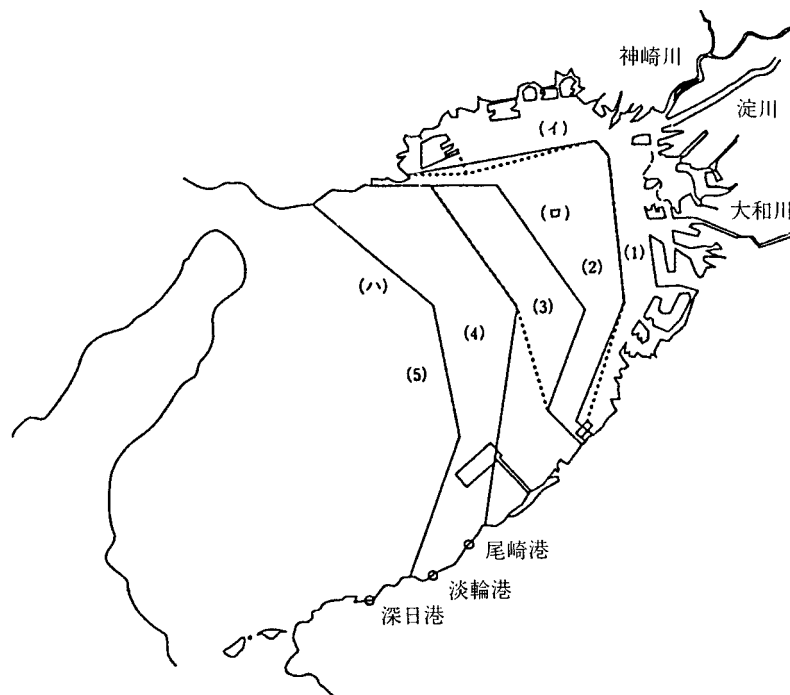 神崎川
淀川
(イ)
大和川
(ロ)
(1)
(2)
(ハ)
(3)
(4)
(5)
尾崎港
淡輪港
深日港